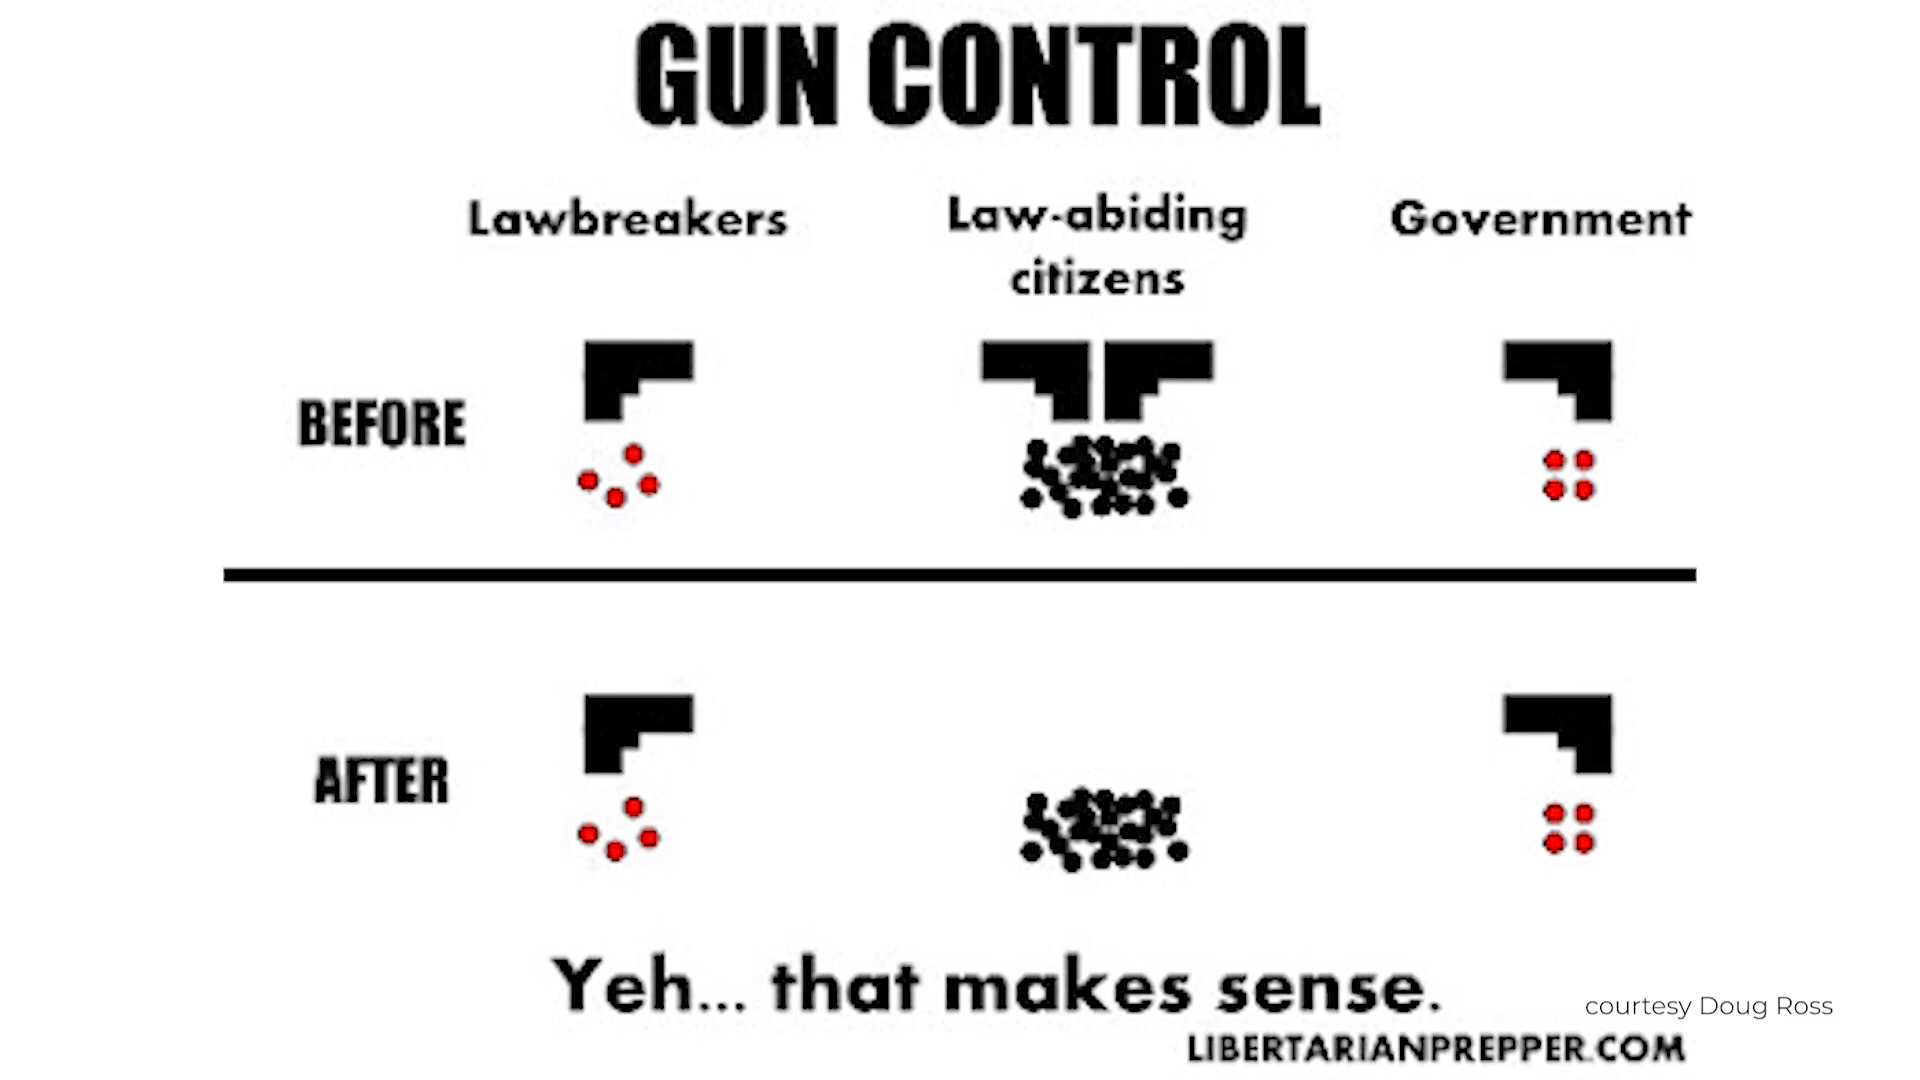 GUN CONTROL
Lawbreakers
Law-abiding
citizens
Government
BEFORE
AFTER
Yeh... that makes sense.
courtesy Doug Ross
LIBERTARIANPREPPER.COM